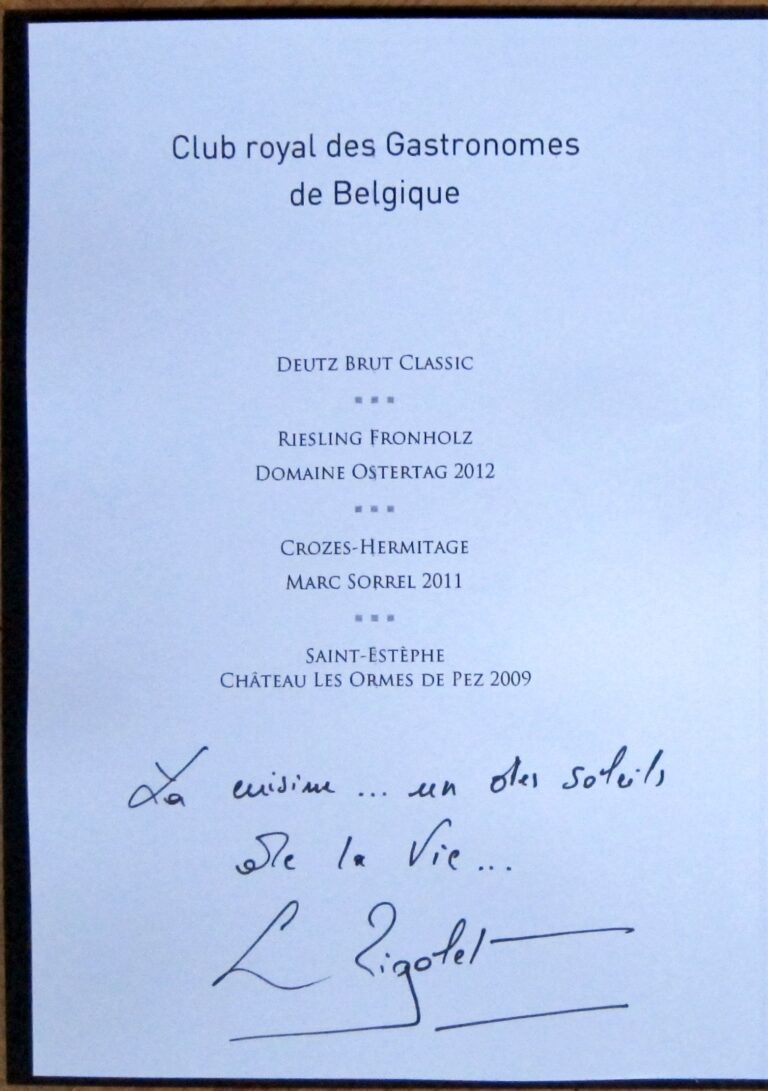 Club royal des Gastronomes
de Belgique
DEUTZ BRUT CLASSIC
RIESLING FRONHOLZ
DOMAINE OSTERTAG 2012
CROZES-HERMITAGE
MARC SORREL 2011
SAINT-ESTÈPHE
CHÂTEAU LES ORMES DE PEZ 2009
La cuisine ... un des soleils
de la Vie ...
L Rigolet